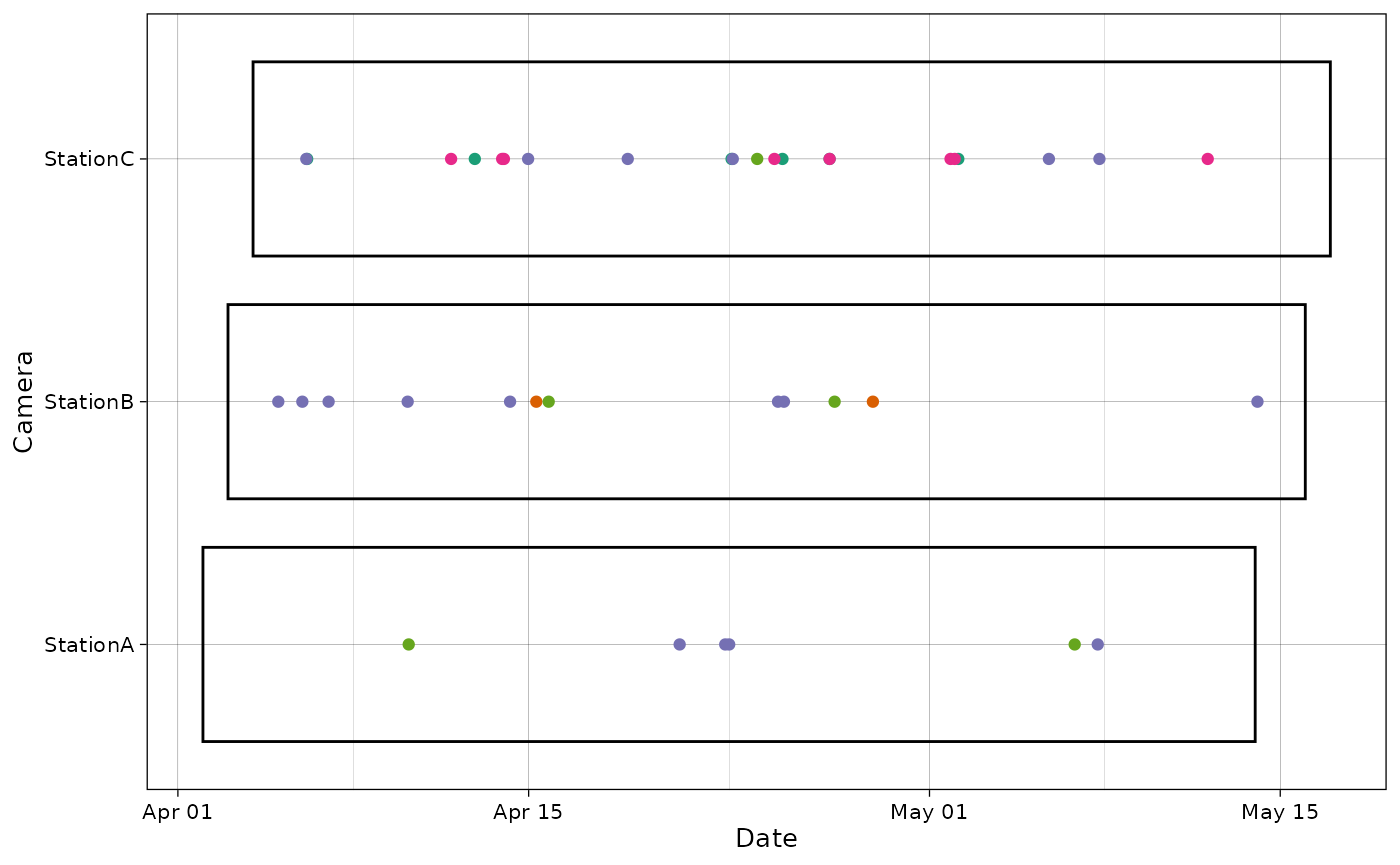 StationC
StationB
StationA
Camera
Apr 01
Apr 15
May 01
May 15
Date